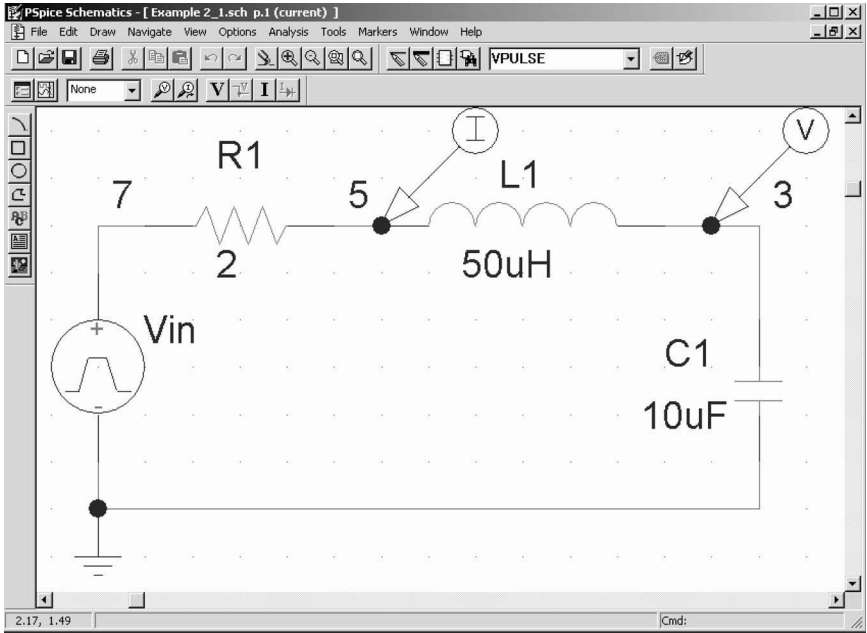 PSpice Schematics - [ Example 2_1.sch p.1 (current) ]
File Edit Draw Navigate View Options Analysis Tools Markers Window Help
VPULSE
None V I
I V
R1 L1
7 5 3
2 50uH
Vin
+
C1
-
10uF
2.17, 1.49 Cmd: